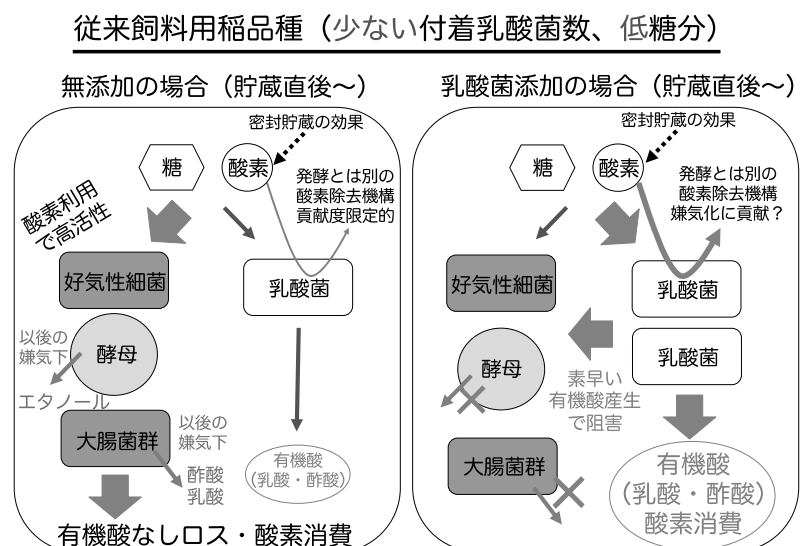 従来飼料用稲品種（少ない付着乳酸菌数、低糖分）
無添加の場合（貯蔵直後～）
密封貯蔵の効果
糖
酸素
発酵とは別の
酸素除去機構
貢献度限定的
酸素利用
で高活性
好気性細菌
乳酸菌
以後の
嫌気下
酵母
エタノール
大腸菌群
以後の
嫌気下
酢酸
乳酸
有機酸
（乳酸・酢酸）
有機酸なしロス・酸素消費
乳酸菌添加の場合（貯蔵直後～）
密封貯蔵の効果
糖
酸素
発酵とは別の
酸素除去機構
嫌気化に貢献？
好気性細菌
乳酸菌
酵母
乳酸菌
素早い
有機酸産生
で阻害
大腸菌群
有機酸
（乳酸・酢酸）
酸素消費